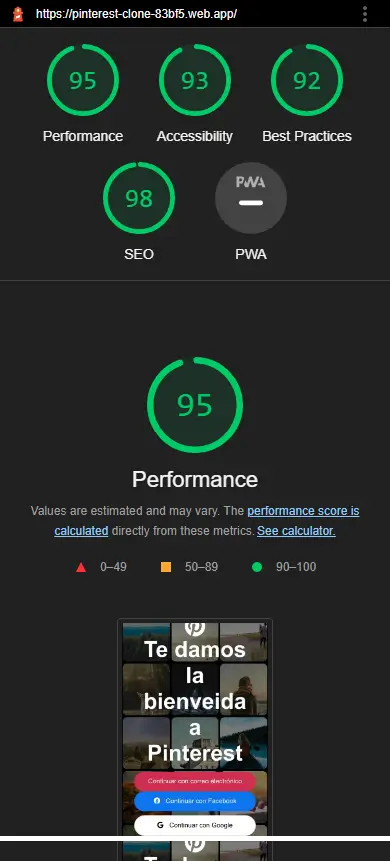 https://pinterest-clone-83bf5.web.app/
95 93 92
Performance Accessibility Best Practices
98 PWA
SEO PWA
95
Performance
Values are estimated and may vary. The performance score is
calculated directly from these metrics. See calculator.
0–49 50–89 90–100
Te damos
la
bienveida
a
Pinterest
Continuar con correo electrónico
Continuar con Facebook
G Continuar con Google
Te damos